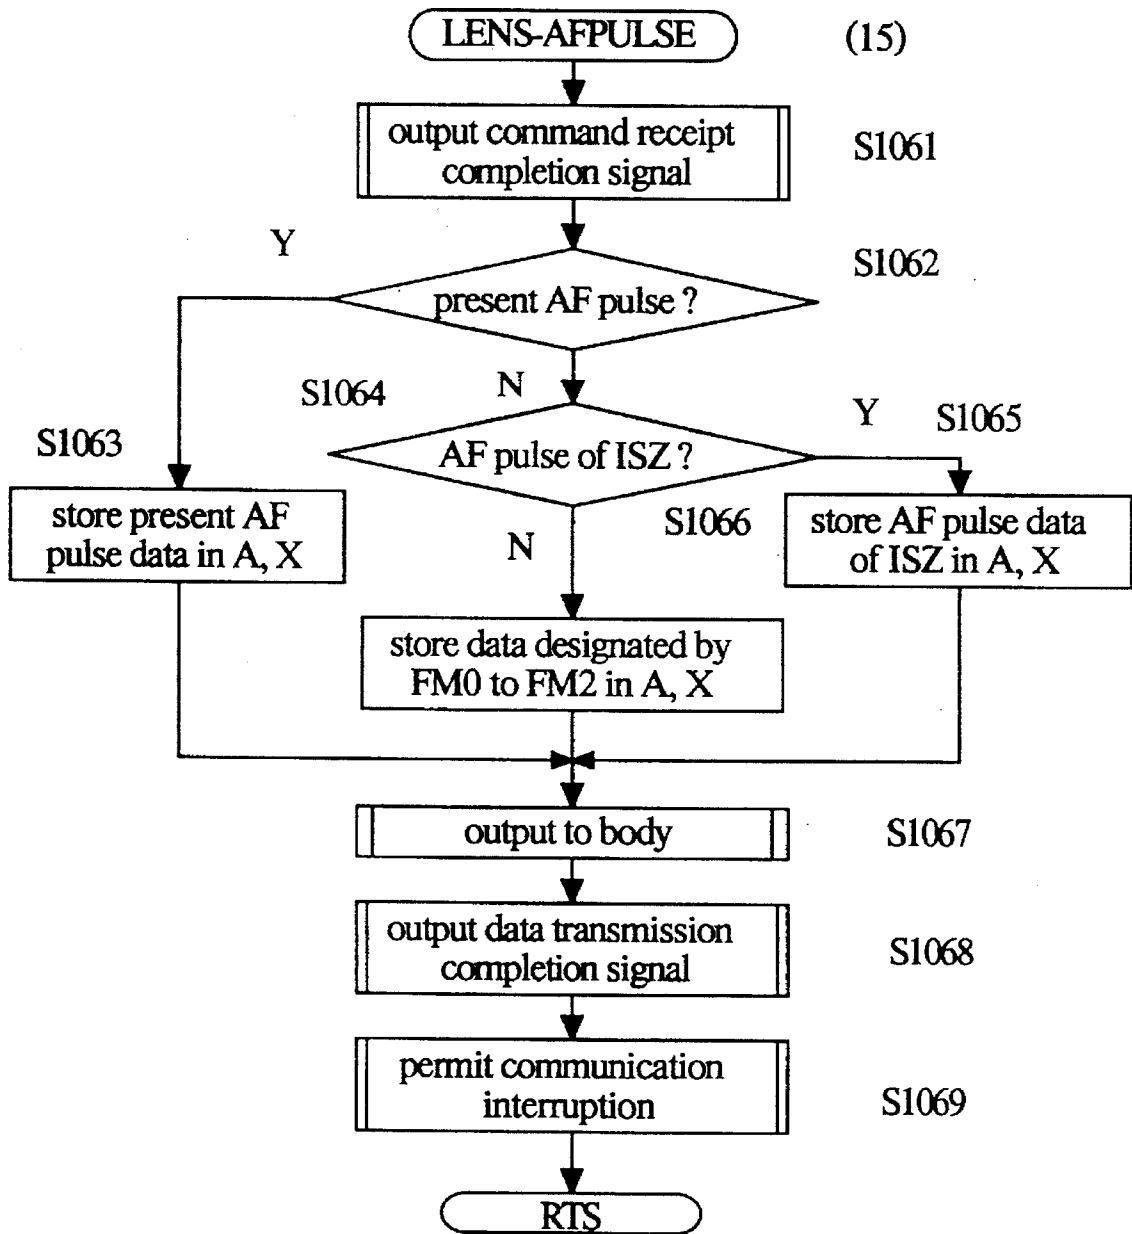 LENS-AFPULSE
(15)
output command receipt
completion signal
S1061
Y
S1062
present AF pulse ?
N
S1064
S1063
AF pulse of ISZ ?
Y
S1065
store present AF
pulse data in A, X
N
S1066
store AF pulse data
of ISZ in A, X
store data designated by
FM0 to FM2 in A, X
output to body
S1067
output data transmission
completion signal
S1068
permit communication
interruption
S1069
RTS